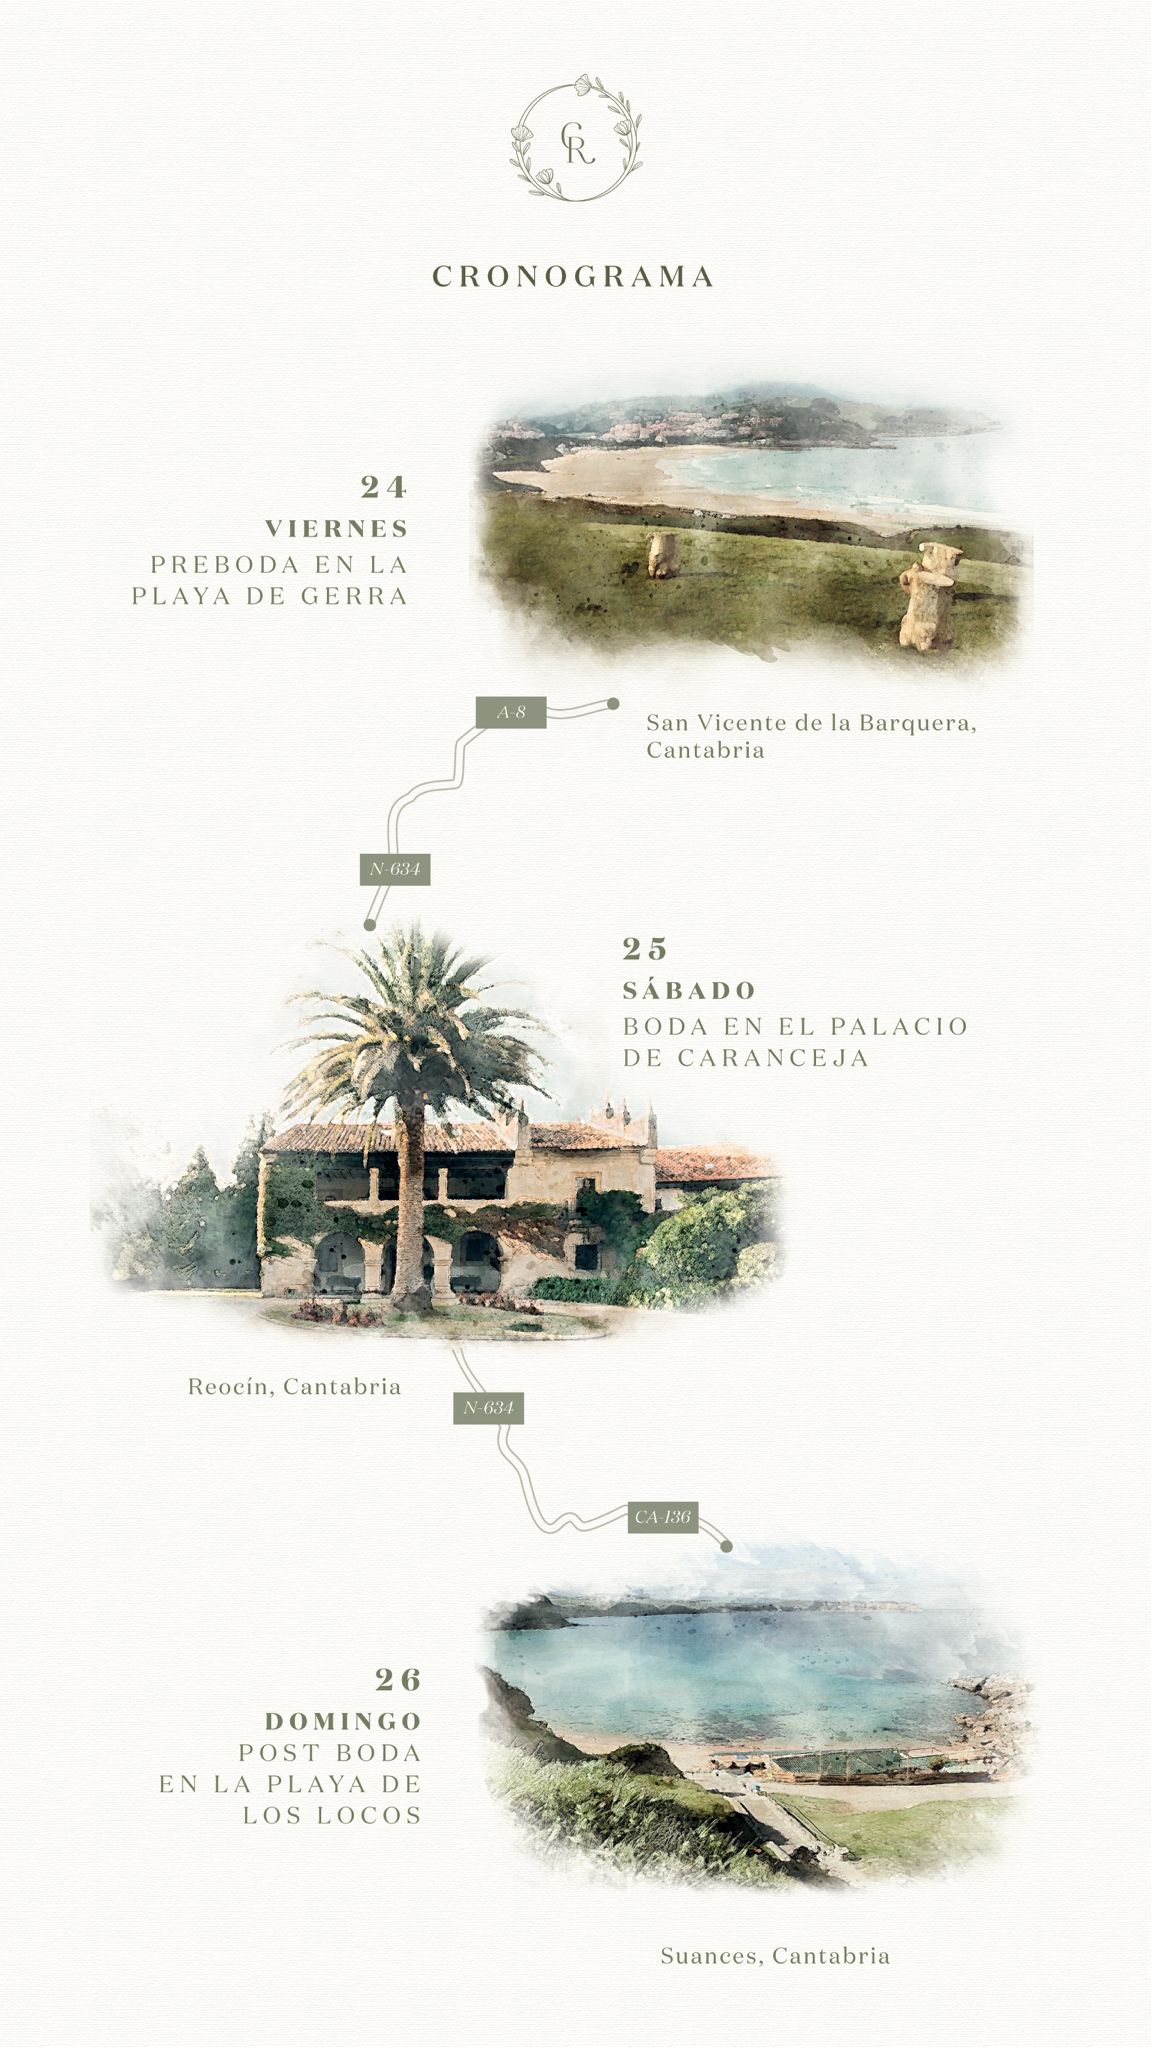 CR
CRONOGRAMA
24
VIERNES
PREBODA EN LA
PLAYA DE GERRA
A-8
San Vicente de la Barquera,
Cantabria
N-634
25
SÁBADO
BODA EN EL PALACIO
DE CARANCEJA
Reocín, Cantabria
N-634
CA-136
26
DOMINGO
POST BODA
EN LA PLAYA DE
LOS LOCOS
Suances, Cantabria